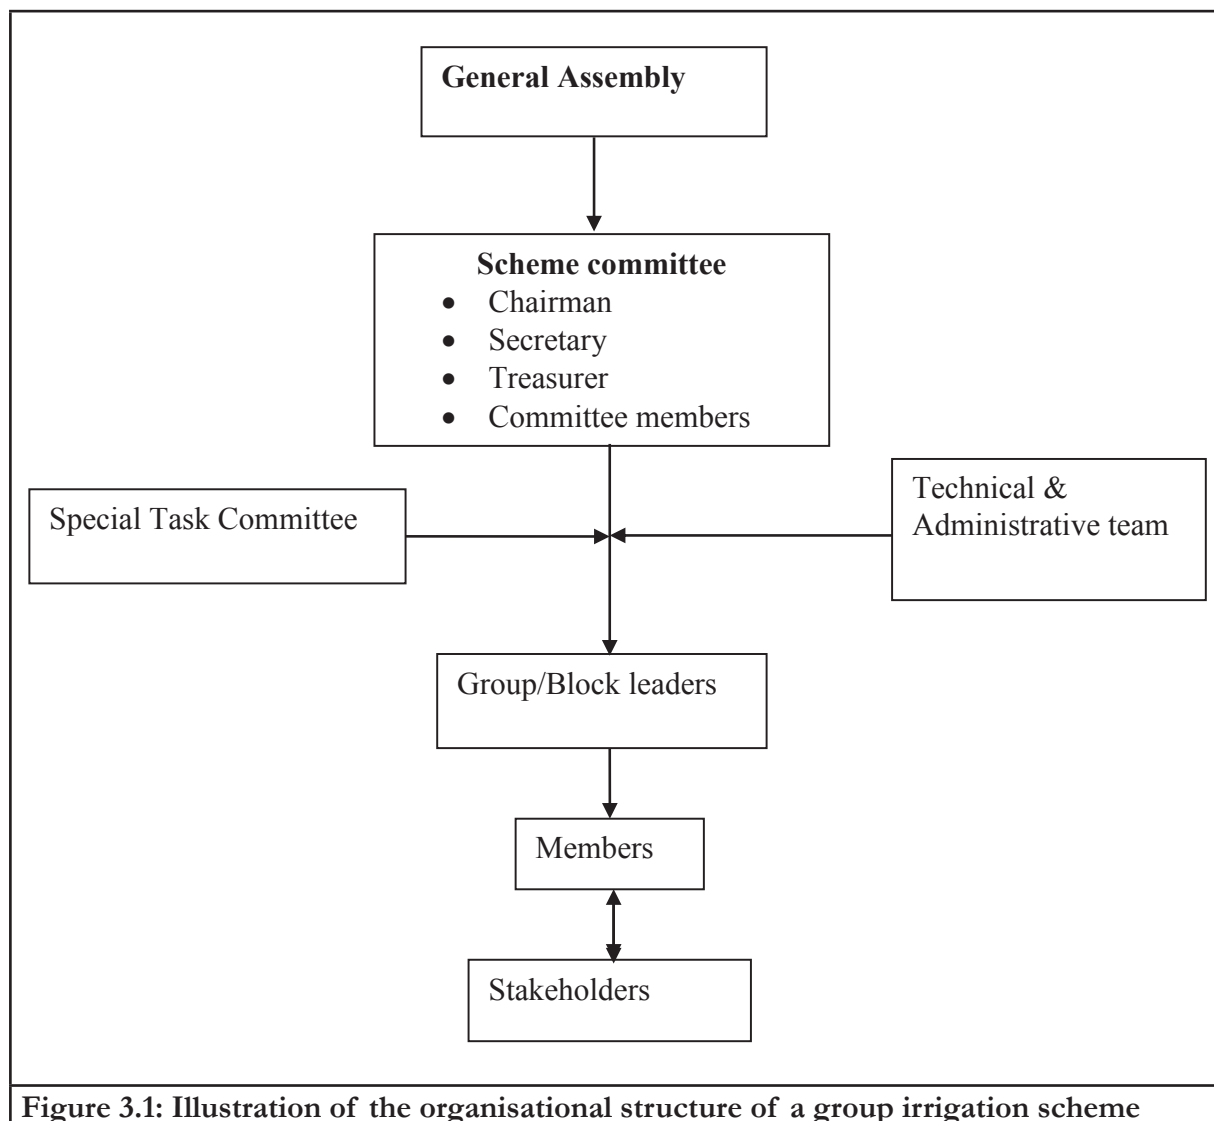 General Assembly
Scheme committee
• Chairman
• Secretary
• Treasurer
• Committee members
Special Task Committee
Technical &
Administrative team
Group/Block leaders
Members
Stakeholders
Figure 3.1: Illustration of the organisational structure of a group irrigation scheme